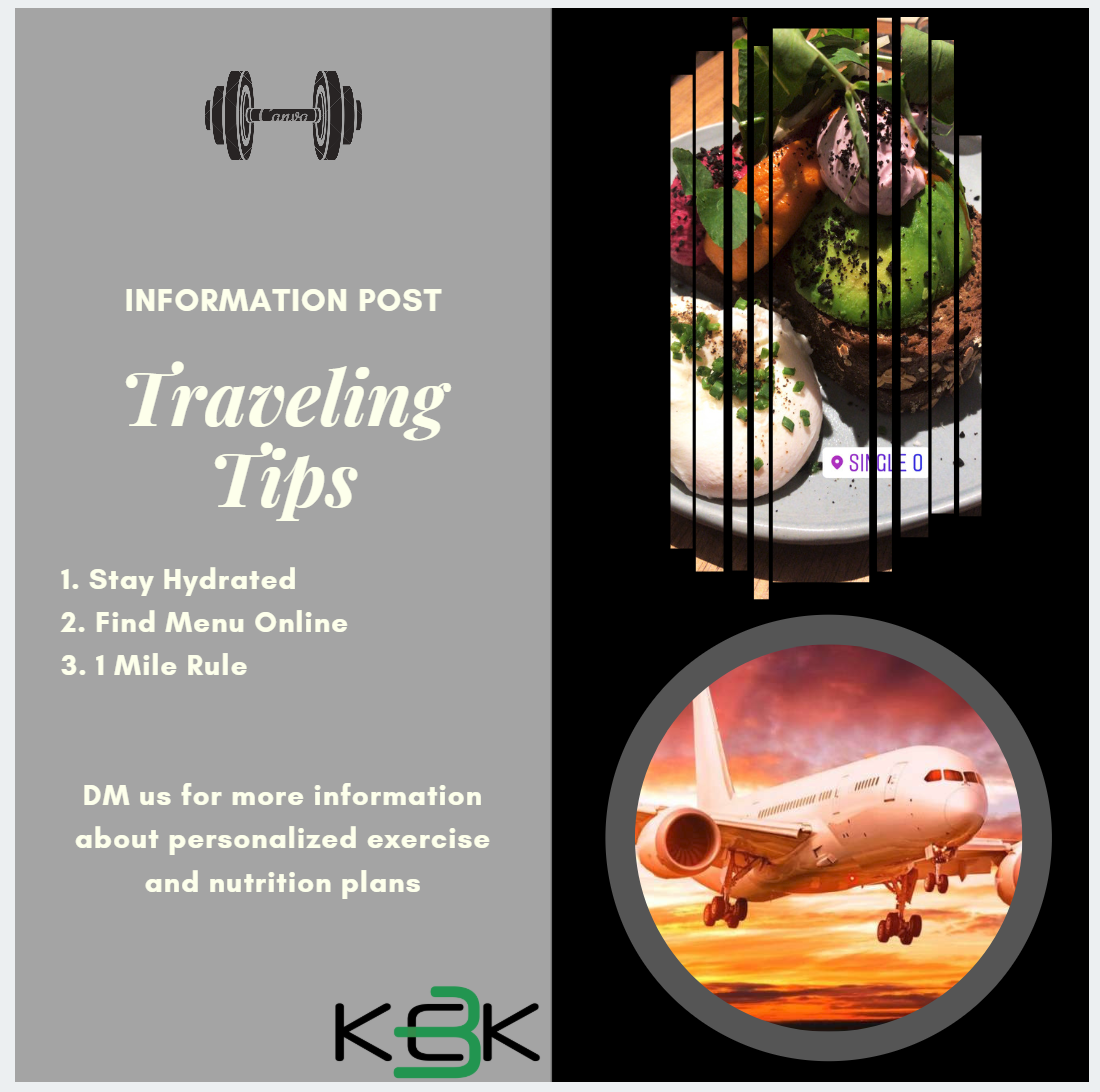 Canva
INFORMATION POST
Traveling
Tips
1. Stay Hydrated
2. Find Menu Online
3. 1 Mile Rule
DM us for more information
about personalized exercise
and nutrition plans
SINGLE O